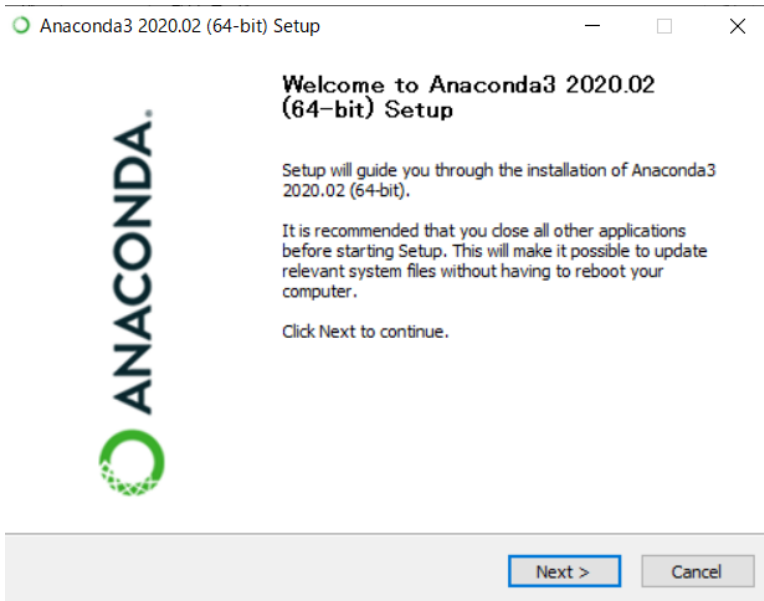 Anaconda3 2020.02 (64-bit) Setup
Welcome to Anaconda3 2020.02
(64-bit) Setup
ANACONDA.
Setup will guide you through the installation of Anaconda3
2020.02 (64-bit).
It is recommended that you close all other applications
before starting Setup. This will make it possible to update
relevant system files without having to reboot your
computer.
Click Next to continue.
Next >
Cancel